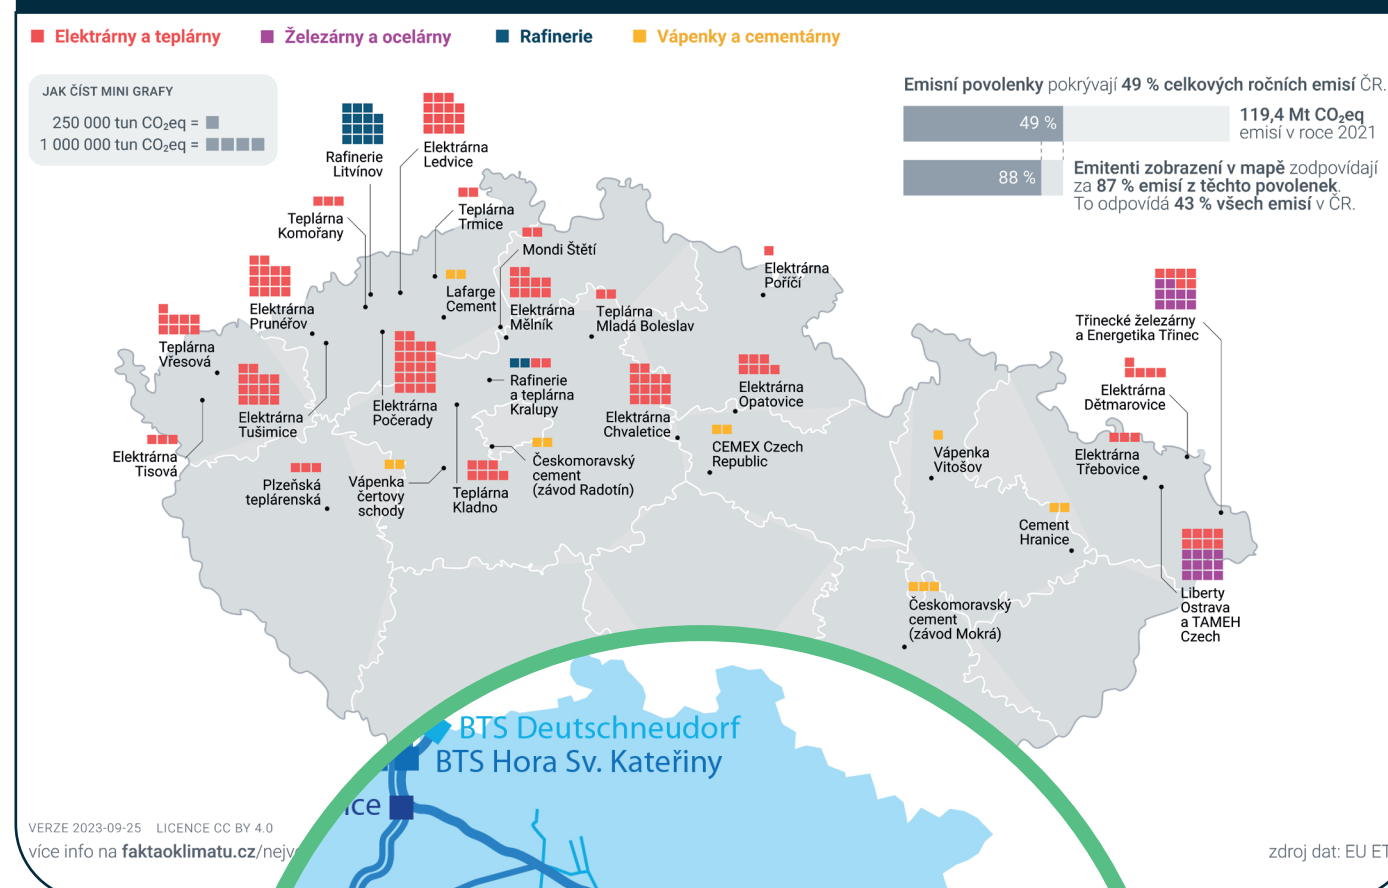 Elektrárny a teplárny
Železárny a ocelárny
Rafinerie
Vápenky a cementárny
JAK ČÍST MINI GRAFY
250 000 tun CO₂eq =
1 000 000 tun CO₂eq =
Emisní povolenky pokrývají 49 % celkových ročních emisí ČR.
49 %
119,4 Mt CO₂eq
emisí v roce 2021
88 %
Emitenti zobrazení v mapě zodpovídají
za 87 % emisí z těchto povolenek.
To odpovídá 43 % všech emisí v ČR.
Rafinerie
Litvínov
Elektrárna
Ledvice
Teplárna
Komořany
Teplárna
Trmice
Mondi Štětí
Elektrárna
Poříčí
Elektrárna
Prunéřov
Lafarge
Cement
Elektrárna
Mělník
Teplárna
Mladá Boleslav
Třinecké železárny
a Energetika Třinec
Teplárna
Vřesová
Elektrárna
Tušimice
Elektrárna
Počerady
Rafinerie
a teplárna
Kralupy
Elektrárna
Chvaletice
Elektrárna
Opatovice
Elektrárna
Dětmarovice
Elektrárna
Tisová
Plzeňská
teplárenská
Vápenka
čertovy
schody
Teplárna
Kladno
Českomoravský
cement
(závod Radotín)
CEMEX Czech
Republic
Vápenka
Vitošov
Elektrárna
Třebovice
Cement
Hranice
Českomoravský
cement
(závod Mokrá)
Liberty
Ostrava
a TAMEH
Czech
BTS Deutschneudorf
BTS Hora Sv. Kateřiny
ice
VERZE 2023-09-25 LICENCE CC BY 4.0
více info na faktaoklimatu.cz/nejv
zdroj dat: EU ET